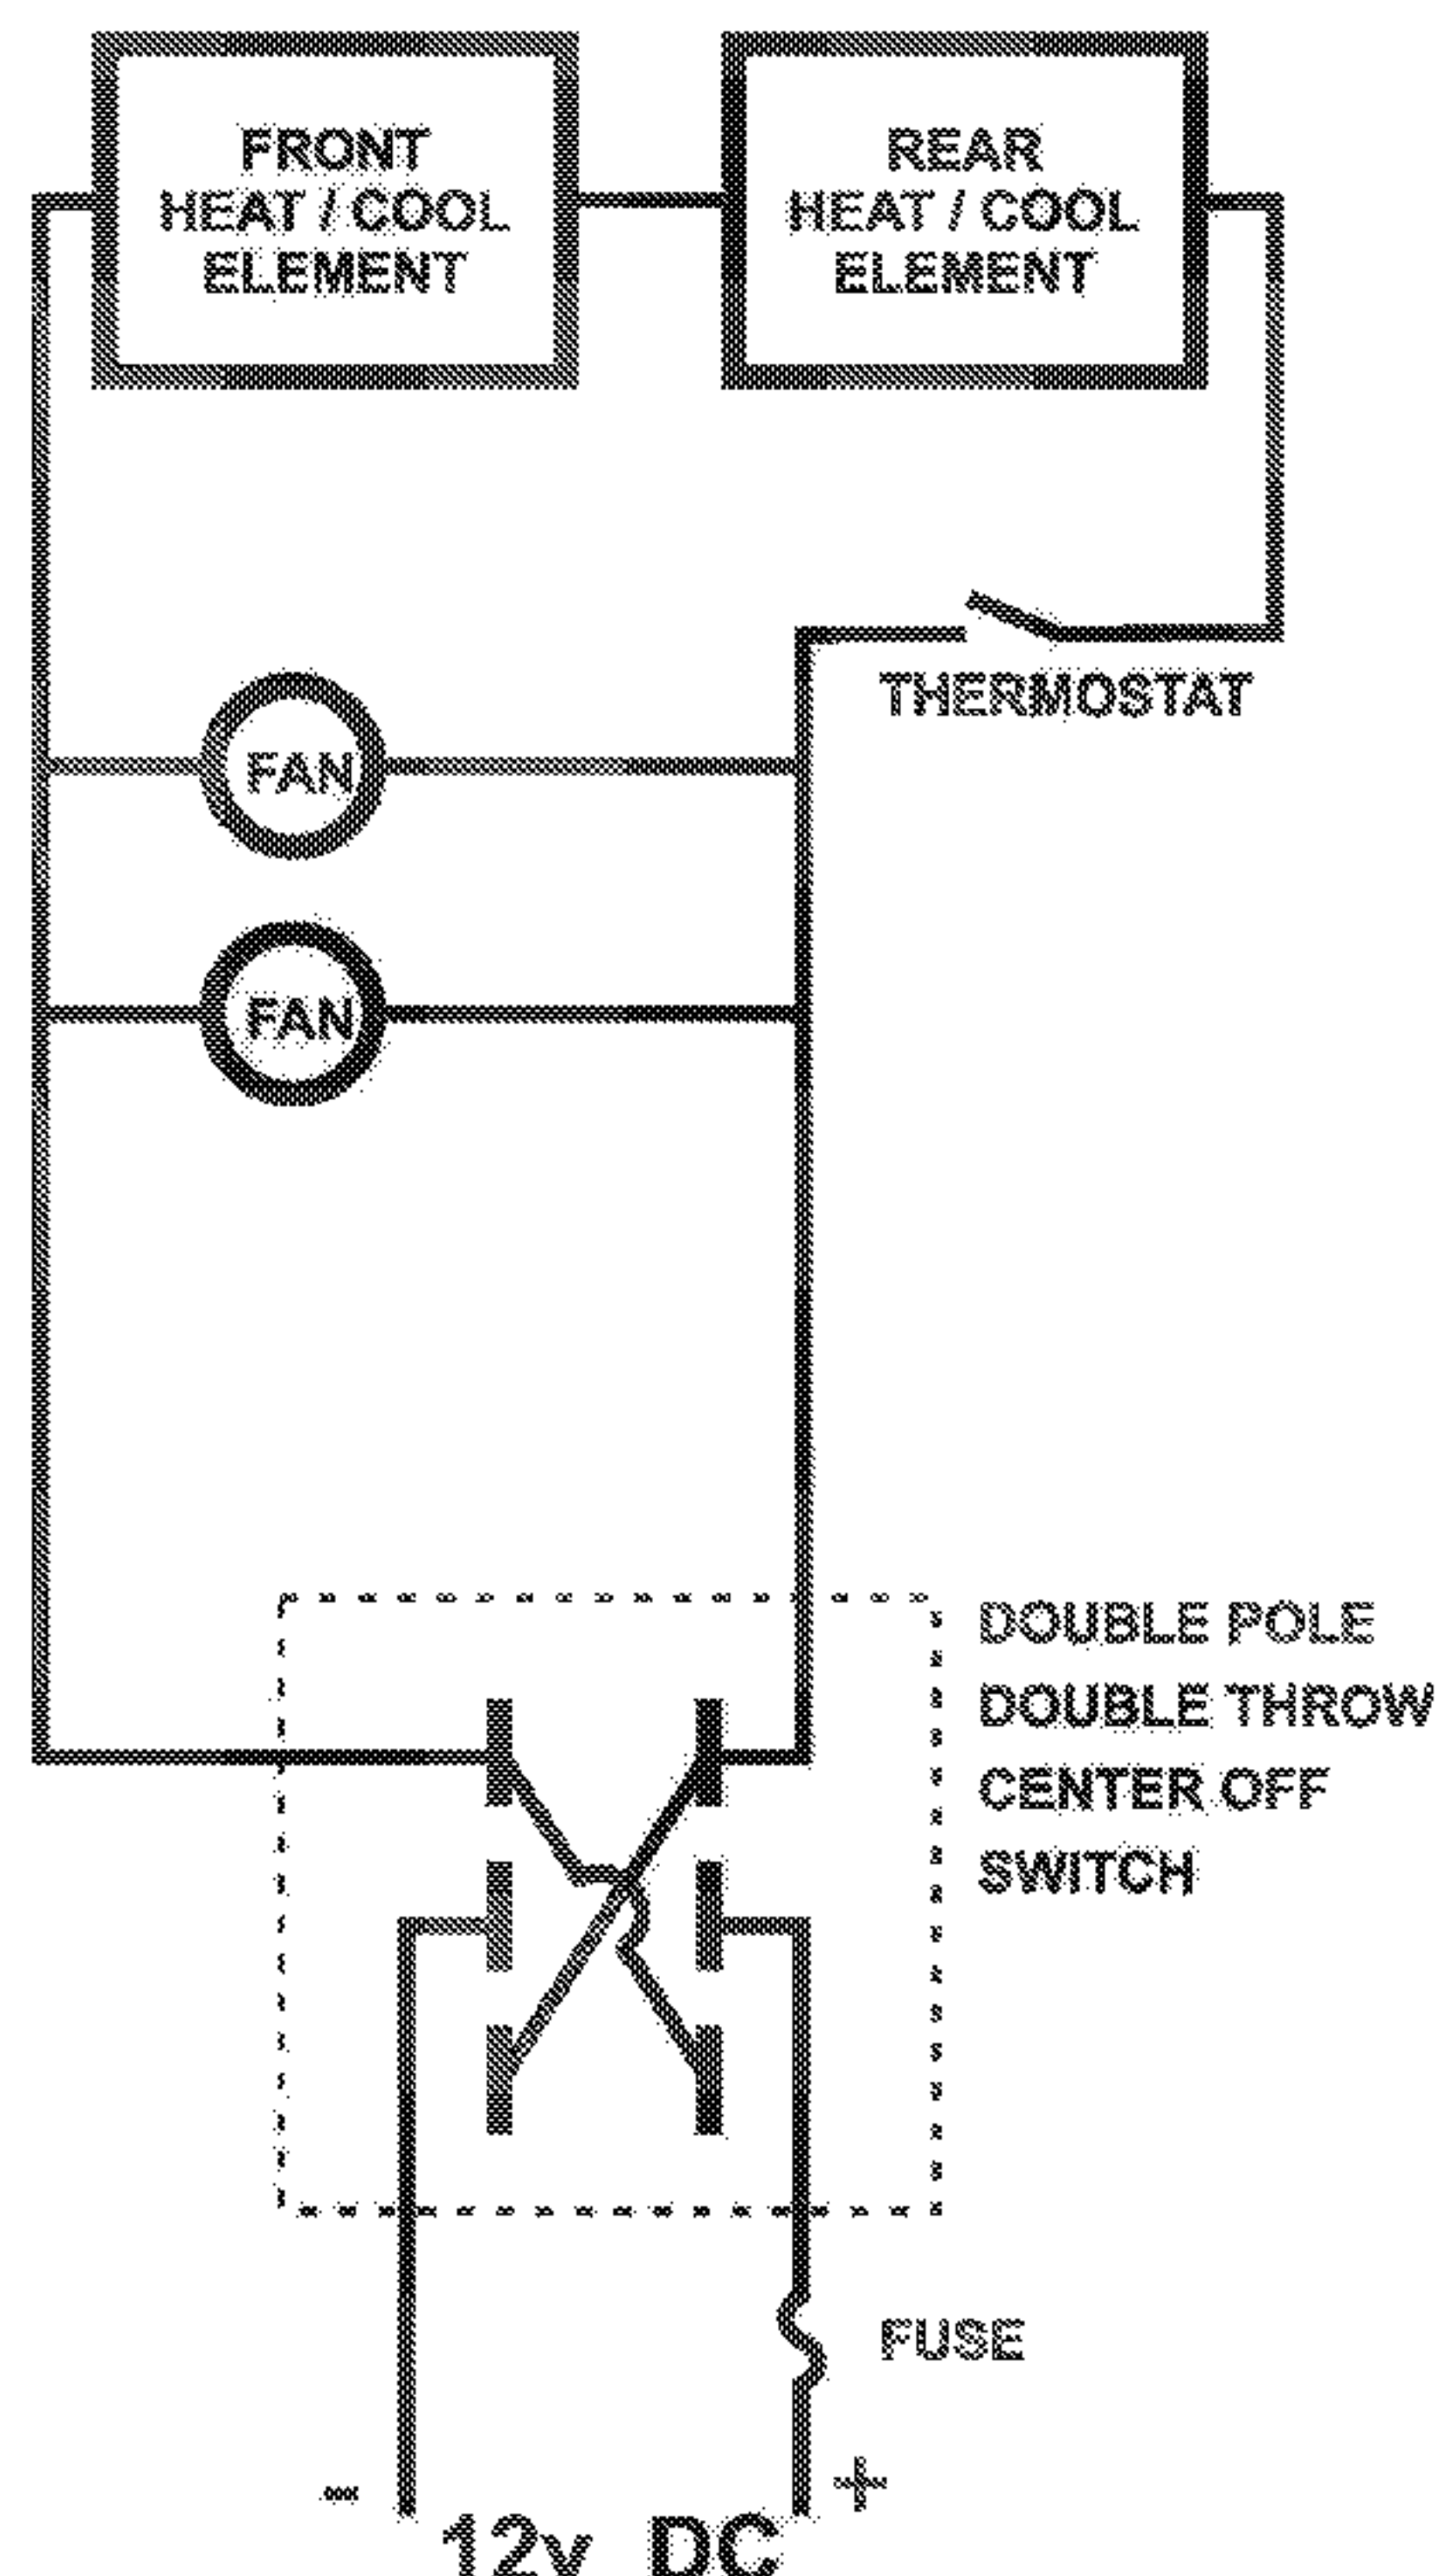 FRONT
HEAT / COOL
ELEMENT
REAR
HEAT / COOL
ELEMENT
THERMOSTAT
FAN
FAN
DOUBLE POLE
DOUBLE THROW
CENTER OFF
SWITCH
FUSE
- +
12v DC